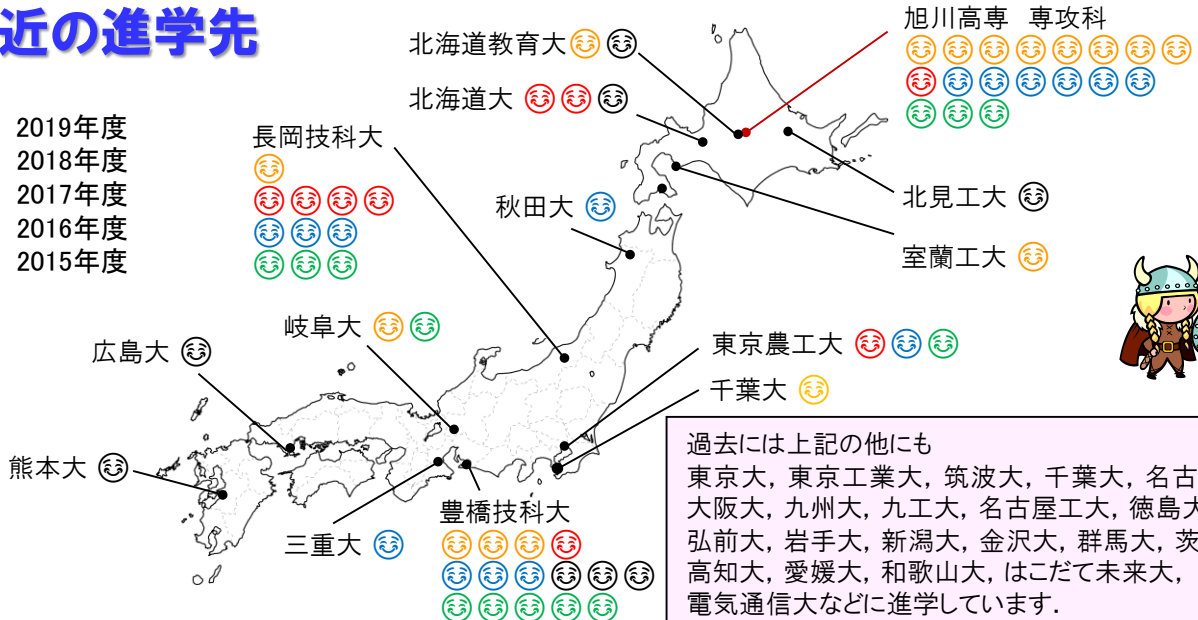 近の進学先
2019年度
2018年度
2017年度
2016年度
2015年度
北海道教育大
北海道大
旭川高専 専攻科
長岡技科大
秋田大
北見工大
室蘭工大
岐阜大
広島大
東京農工大
千葉大
熊本大
三重大
豊橋技科大
過去には上記の他にも
東京大, 東京工業大, 筑波大, 千葉大, 名古
大阪大, 九州大, 九工大, 名古屋工大, 徳島大
弘前大, 岩手大, 新潟大, 金沢大, 群馬大, 茨
高知大, 愛媛大, 和歌山大, はこだて未来大,
電気通信大などに進学しています.